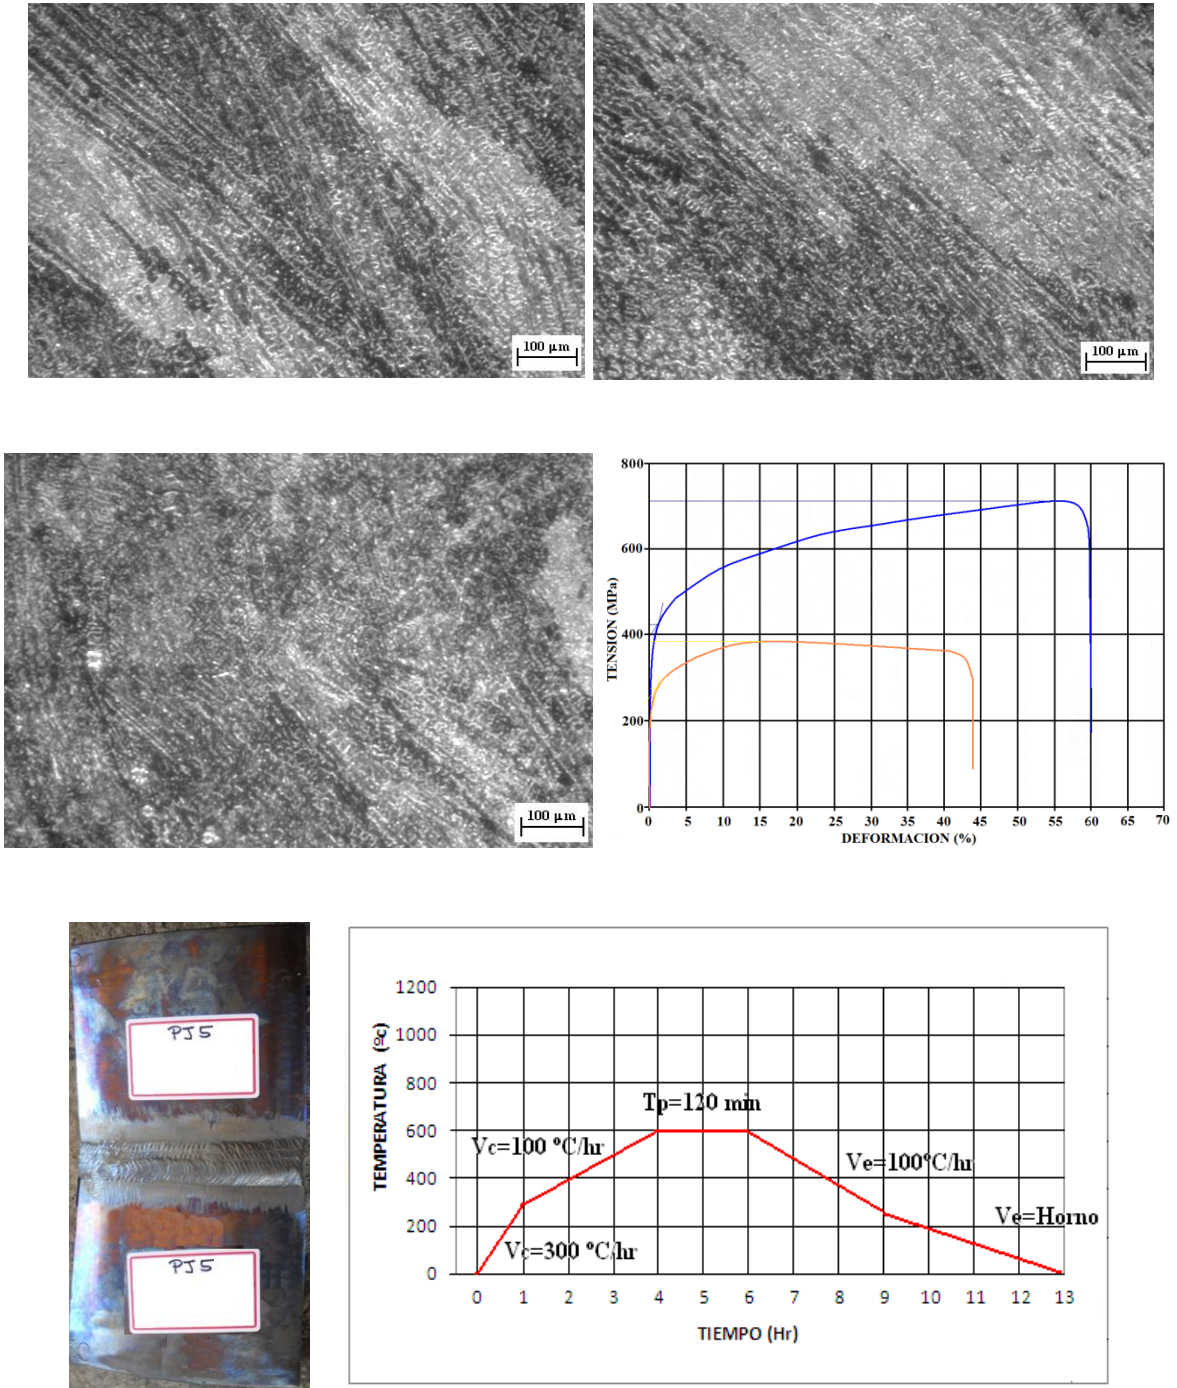 100 μm
100 μm
100 μm
TENSION (MPa)
800
600
400
200
0
0 5 10 15 20 25 30 35 40 45 50 55 60 65 70
DEFORMACION (%)
PJ5
PJ5
TEMPERATURA (ºc)
1200
1000
800
600
400
200
0
Tp=120 min
Vc=100 ºC/hr
Ve=100ºC/hr
Ve=Horno
Vc=300 ºC/hr
0 1 2 3 4 5 6 7 8 9 10 11 12 13
TIEMPO (Hr)